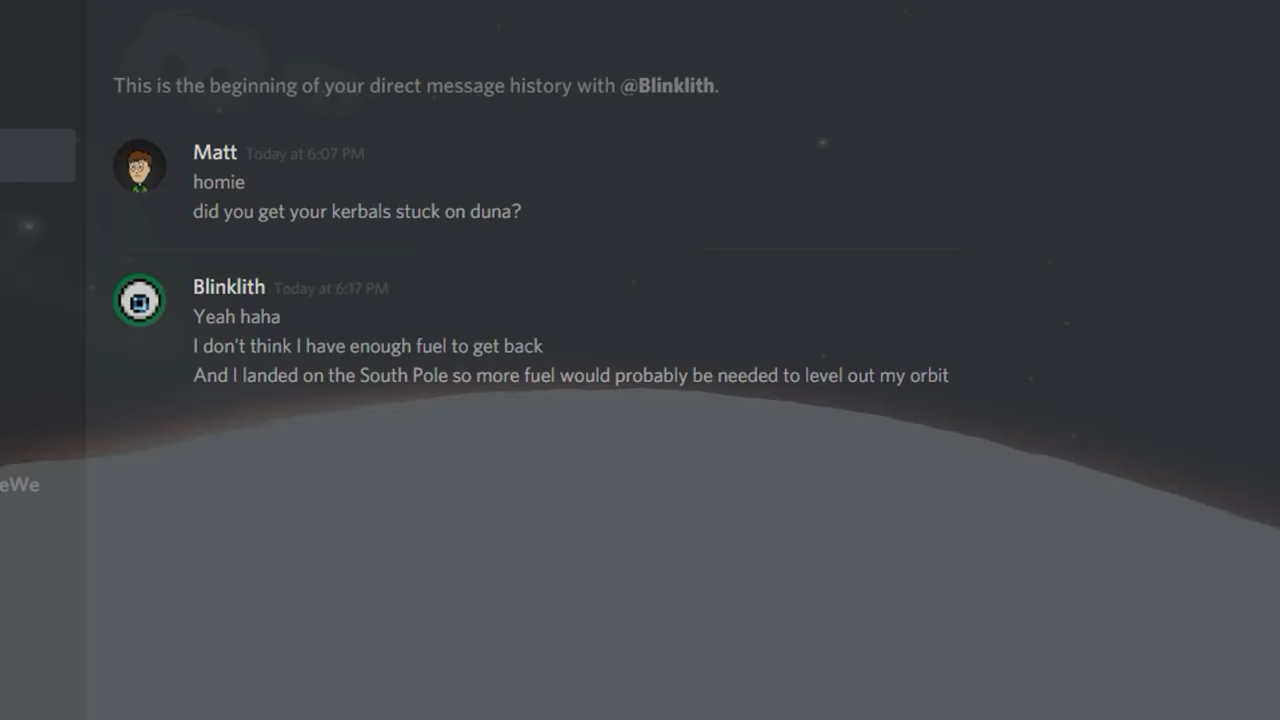 This is the beginning of your direct message history with @Blinklith.
Matt Today at 6:07 PM
homie
did you get your kerbals stuck on duna?
Blinklith Today at 6:17 PM
Yeah haha
I don't think I have enough fuel to get back
And I landed on the South Pole so more fuel would probably be needed to level out my orbit
eWe